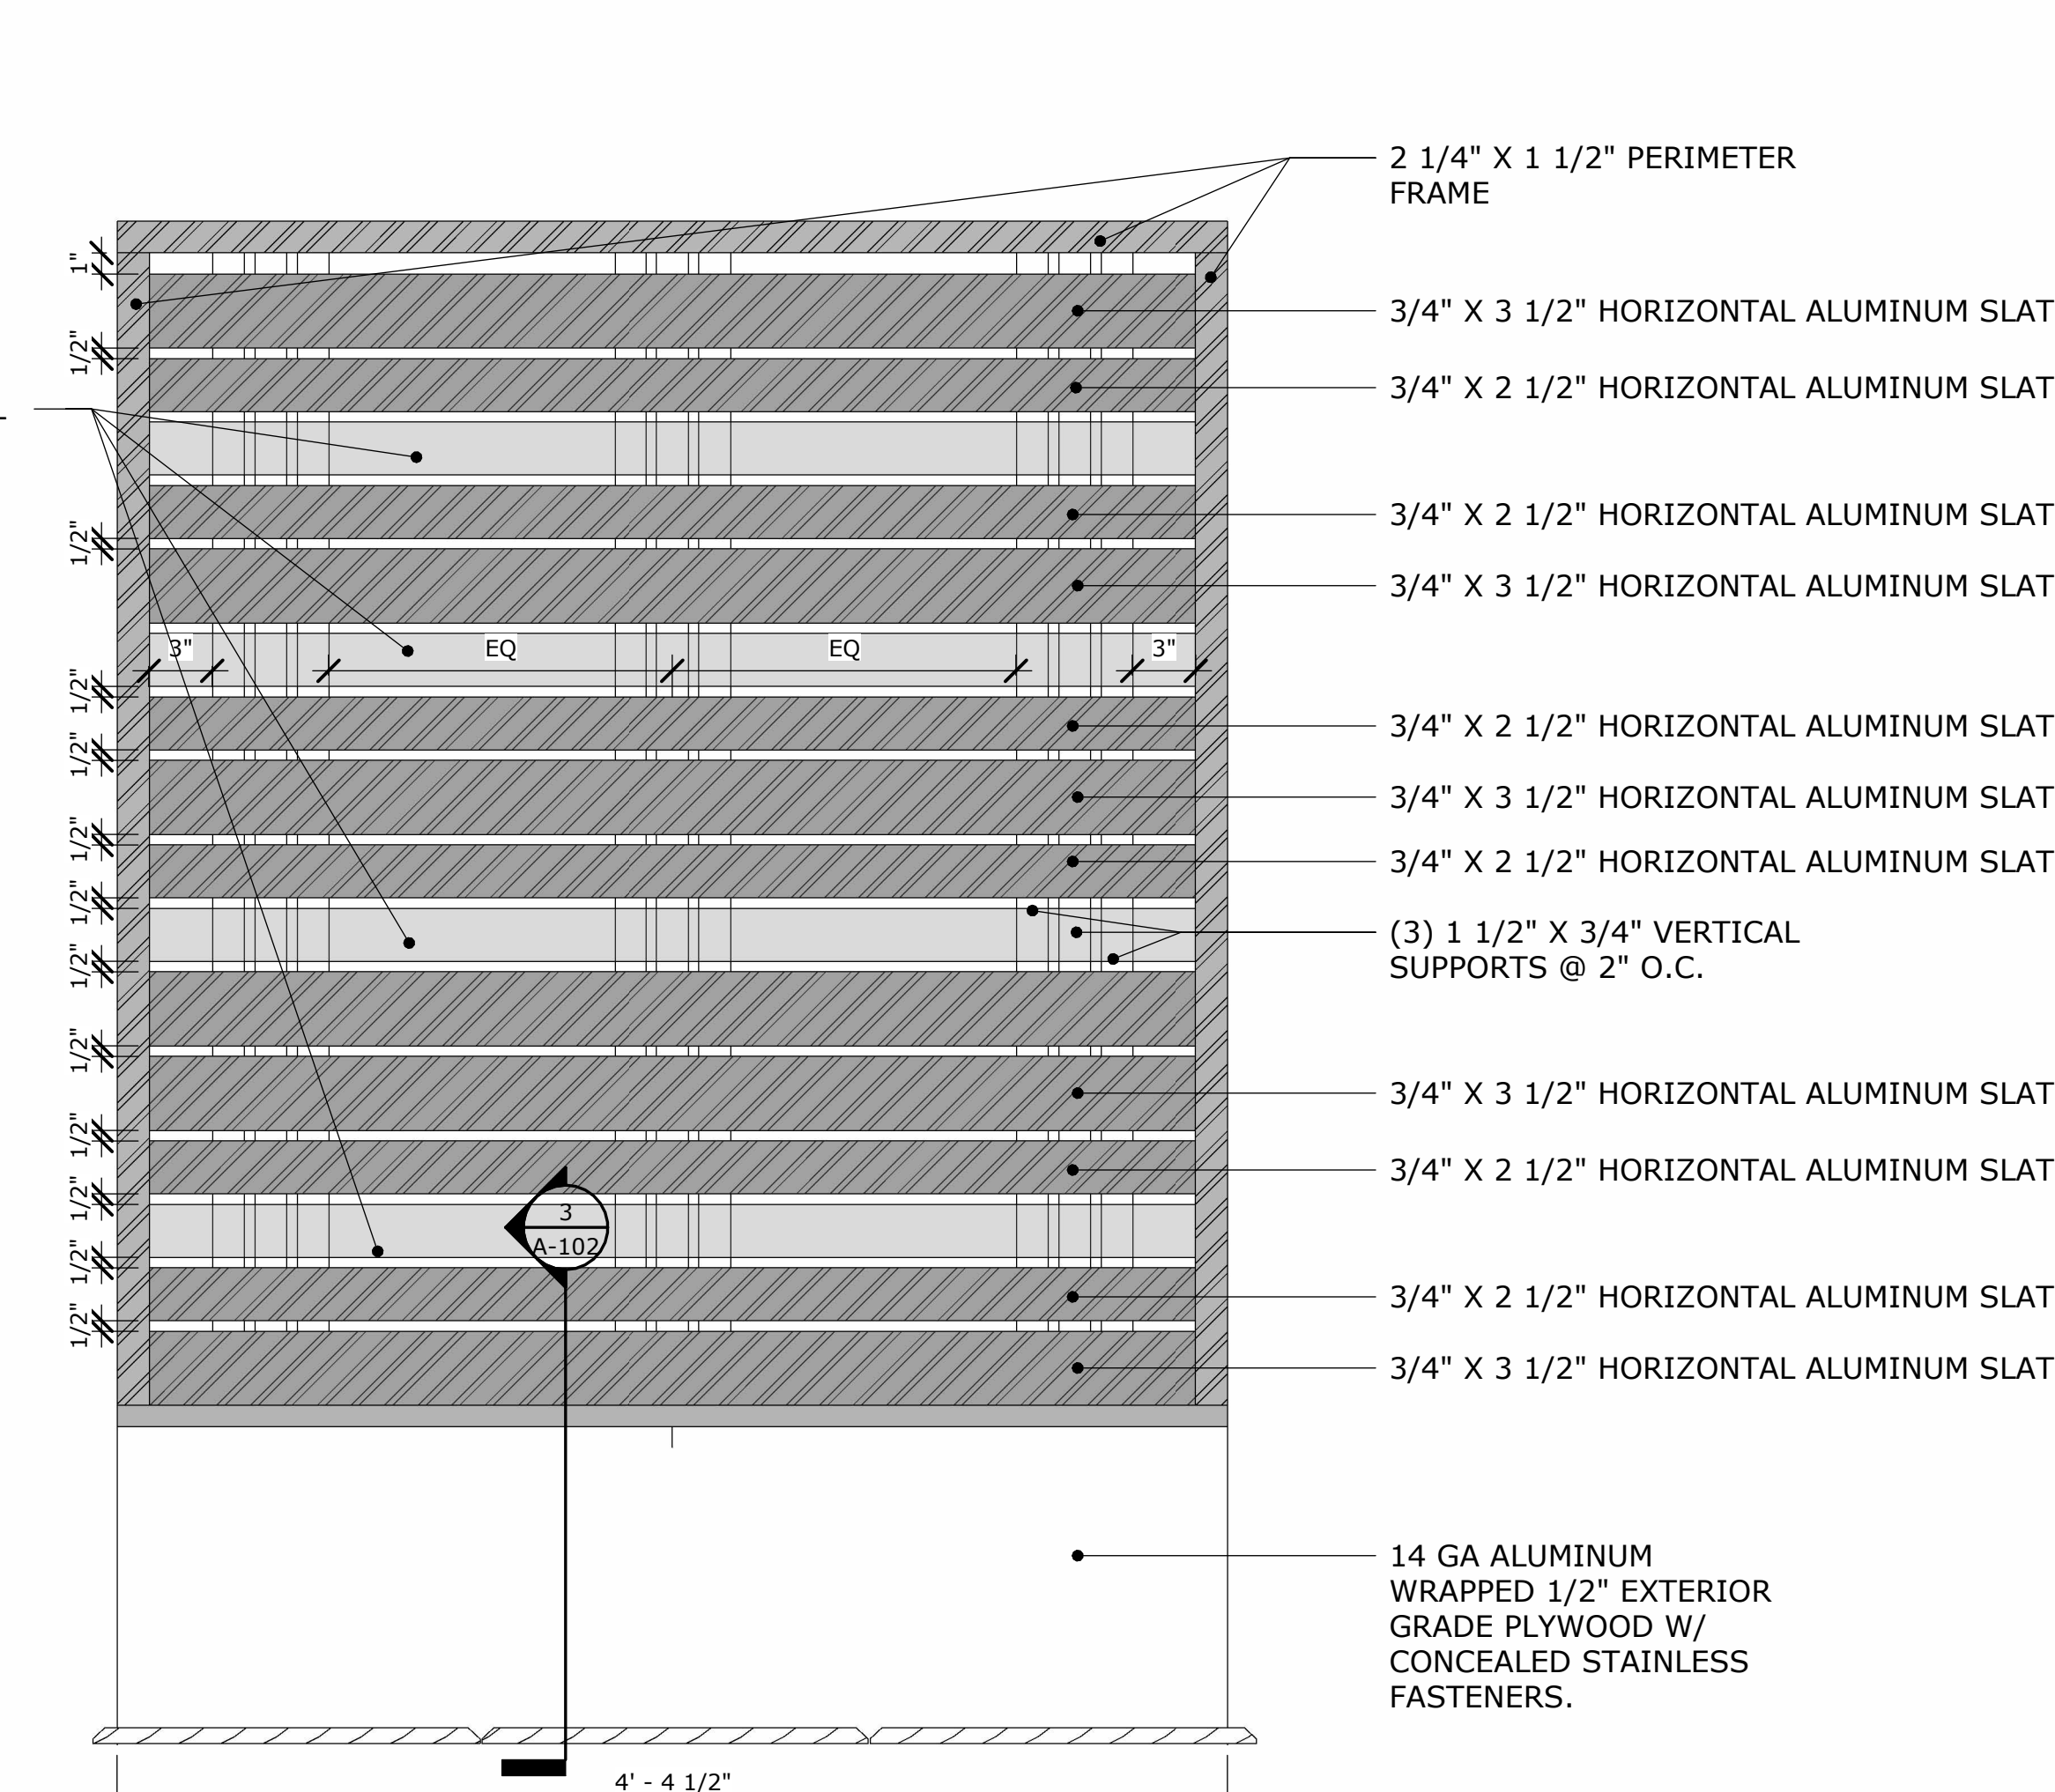 2 1/4" X 1 1/2" PERIMETER
FRAME
1"
3/4" X 3 1/2" HORIZONTAL ALUMINUM SLAT
1/2"
3/4" X 2 1/2" HORIZONTAL ALUMINUM SLAT
3/4" X 2 1/2" HORIZONTAL ALUMINUM SLAT
1/2"
3/4" X 3 1/2" HORIZONTAL ALUMINUM SLAT
3"
EQ
EQ
3"
1/2"
3/4" X 2 1/2" HORIZONTAL ALUMINUM SLAT
1/2"
3/4" X 3 1/2" HORIZONTAL ALUMINUM SLAT
1/2"
3/4" X 2 1/2" HORIZONTAL ALUMINUM SLAT
1/2"
(3) 1 1/2" X 3/4" VERTICAL
SUPPORTS @ 2" O.C.
1/2"
1/2"
3/4" X 3 1/2" HORIZONTAL ALUMINUM SLAT
1/2"
3/4" X 2 1/2" HORIZONTAL ALUMINUM SLAT
1/2"
3
A-102
1/2"
3/4" X 2 1/2" HORIZONTAL ALUMINUM SLAT
1/2"
3/4" X 3 1/2" HORIZONTAL ALUMINUM SLAT
14 GA ALUMINUM
WRAPPED 1/2" EXTERIOR
GRADE PLYWOOD W/
CONCEALED STAINLESS
FASTENERS.
4' - 4 1/2"